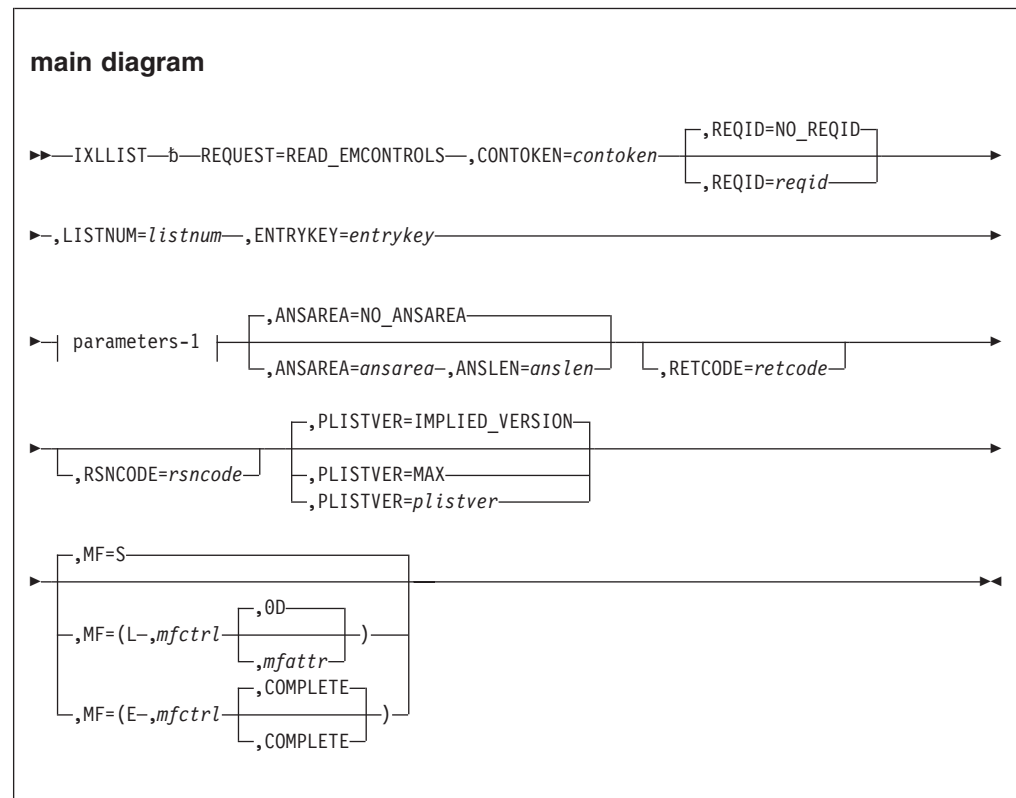 main diagram
,REQID=NO_REQID
IXLLIST ƀ REQUEST=READ_EMCONTROLS ,CONTOKEN=contoken
,REQID=reqid
,LISTNUM=listnum ,ENTRYKEY=entrykey
,ANSAREA=NO_ANSAREA
parameters-1
,ANSAREA=ansarea ,ANSLEN=anslen
,RETCODE=retcode
,PLISTVER=IMPLIED_VERSION
,RSNCODE=rsncode
,PLISTVER=MAX
,PLISTVER=plistver
,MF=S
,0D
,MF=(L ,mfctrl )
,mfattr
,COMPLETE
,MF=(E ,mfctrl )
,COMPLETE